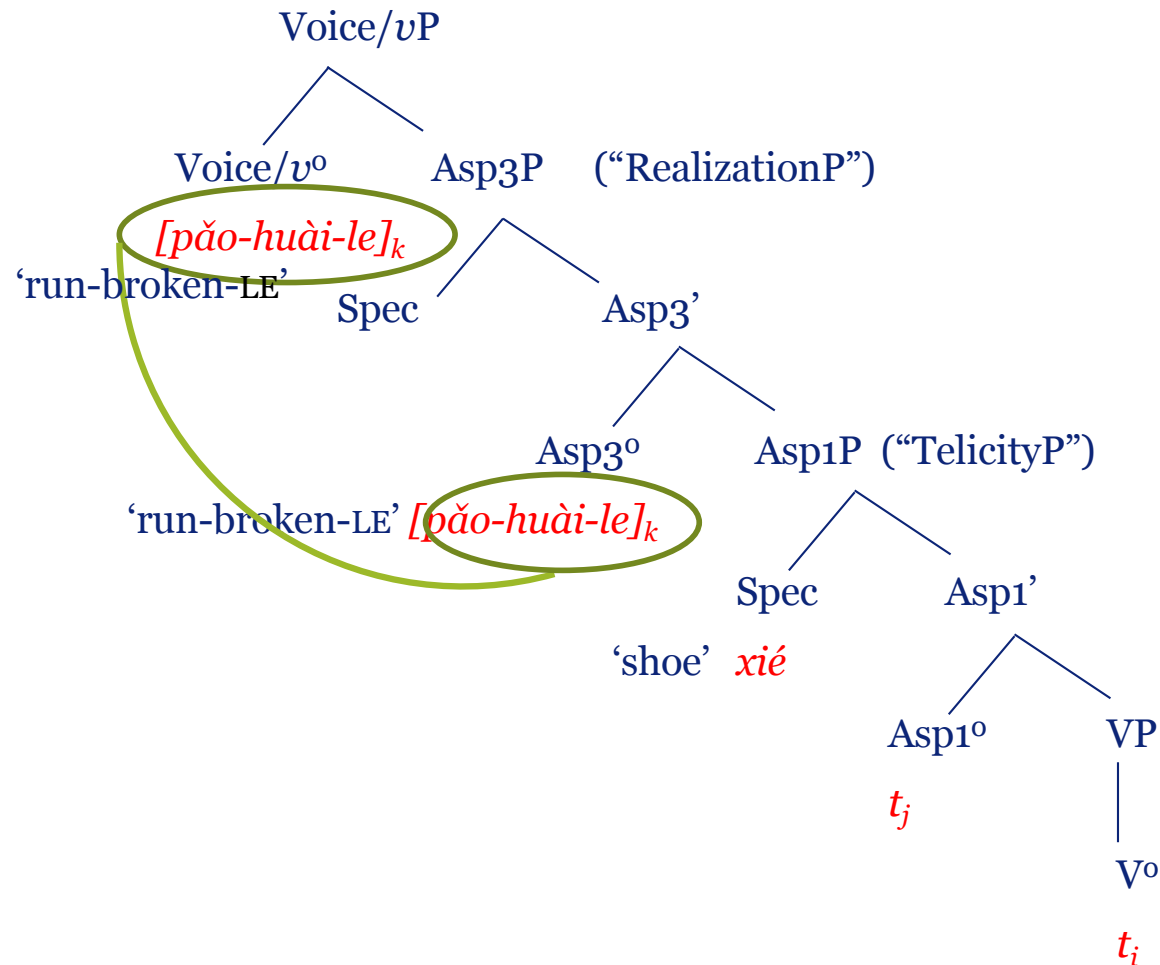 Voice/vP
Voice/vº Asp3P (“RealizationP”)
[pǎo-huài-le]k
‘run-broken-LE’
Spec Asp3’
Asp3º Asp1P (“TelicityP”)
‘run-broken-LE’ [pǎo-huài-le]k
Spec Asp1’
‘shoe’ xié
Asp1º VP
tj
Vº
ti